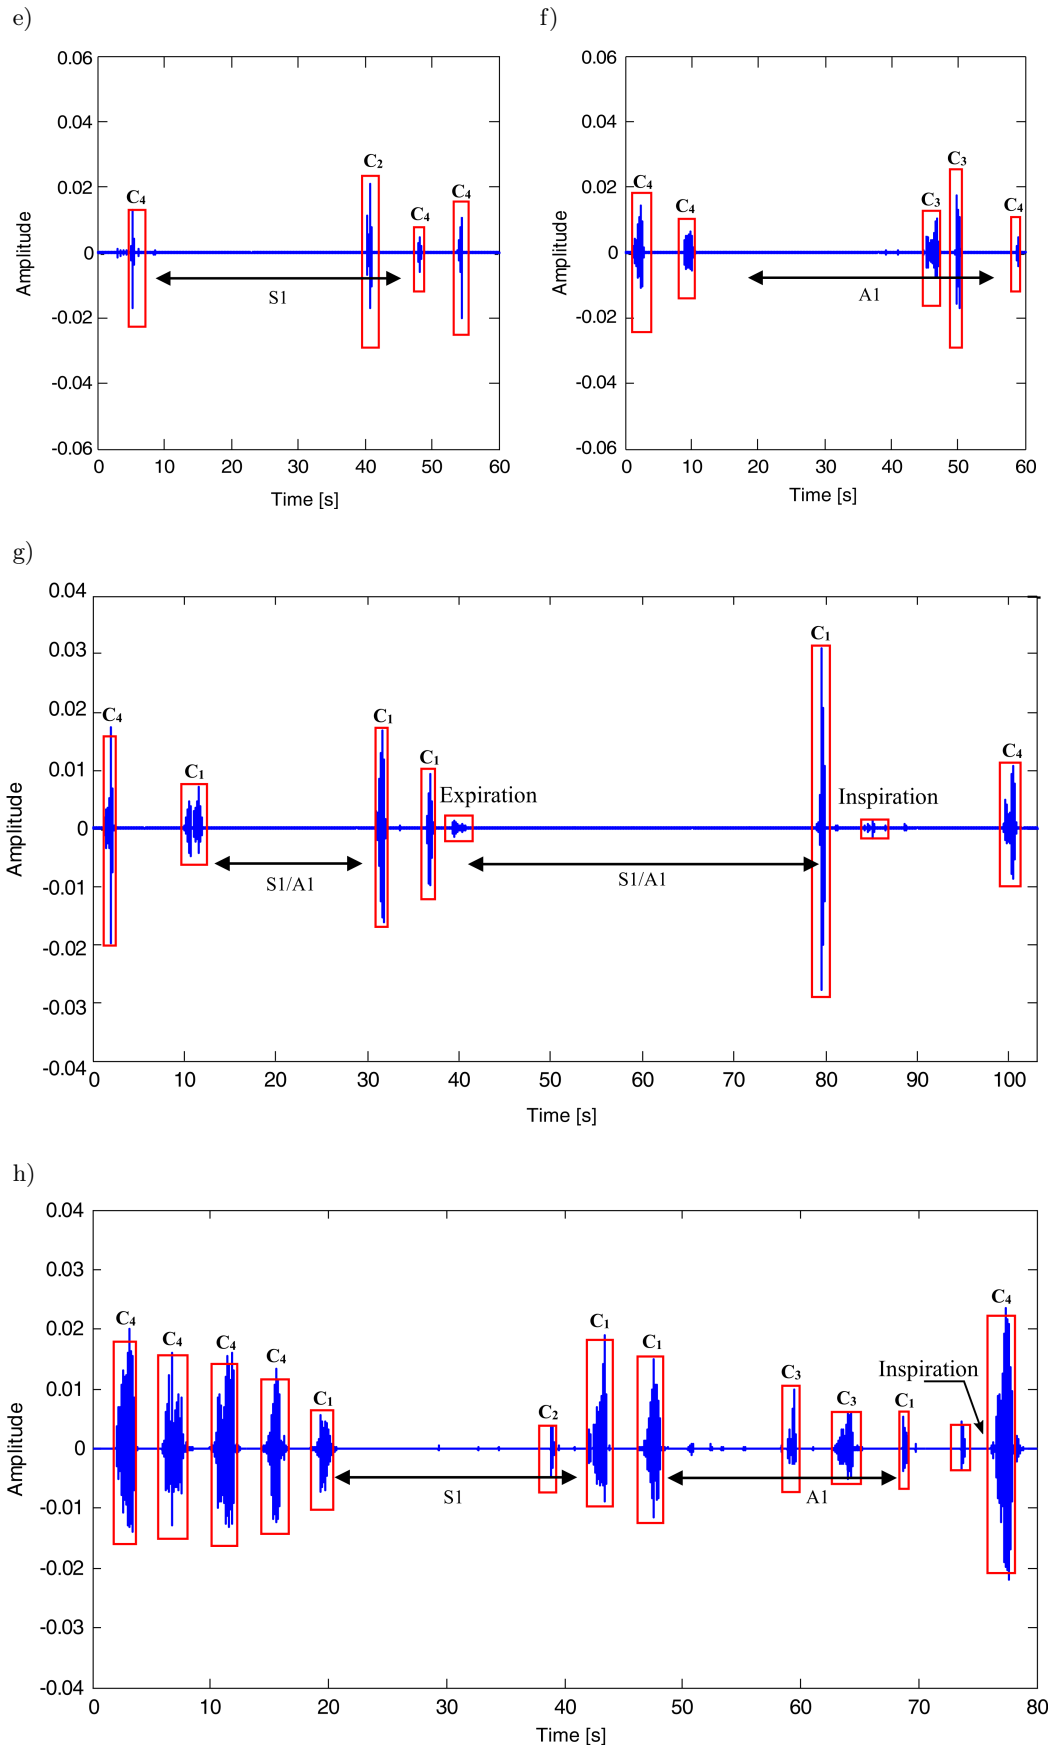 e)
f)
0.06
0.04
0.02
0
-0.02
-0.04
-0.06
Amplitude
C4
C2
C4
C4
S1
0 10 20 30 40 50 60
Time [s]
0.06
0.04
0.02
0
-0.02
-0.04
-0.06
Amplitude
C4
C4
C3
C3
C4
A1
0 10 20 30 40 50 60
Time [s]
g)
0.04
0.03
0.02
0.01
0
-0.01
-0.02
-0.03
-0.04
Amplitude
C4
C1
C1
C1
Expiration
C1
Inspiration
C4
S1/A1
S1/A1
0 10 20 30 40 50 60 70 80 90 100
Time [s]
h)
0.04
0.03
0.02
0.01
0
-0.01
-0.02
-0.03
-0.04
Amplitude
C4
C4
C4
C4
C1
C2
C1
C1
C3
C3
C1
Inspiration
C4
S1
A1
0 10 20 30 40 50 60 70 80
Time [s]